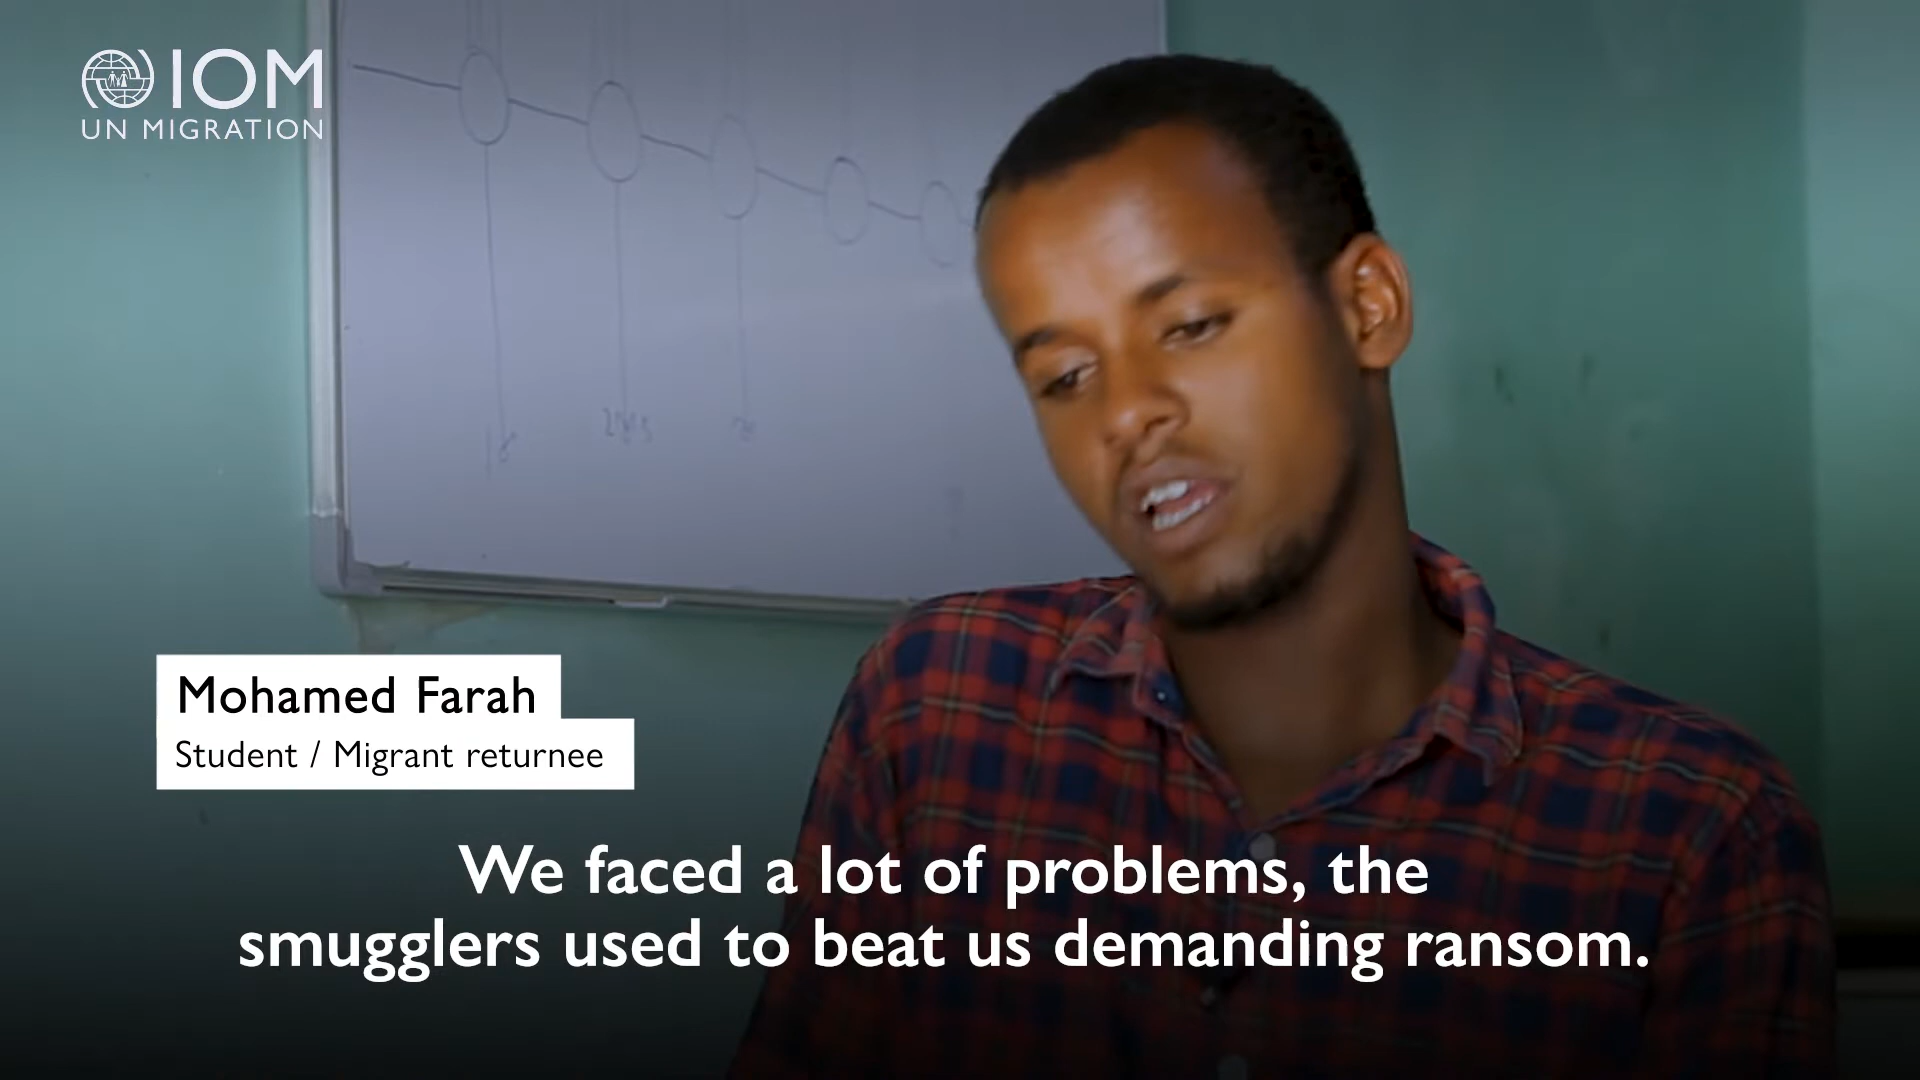 IOM
UN MIGRATION
Mohamed Farah
Student / Migrant returnee
We faced a lot of problems, the
smugglers used to beat us demanding ransom.